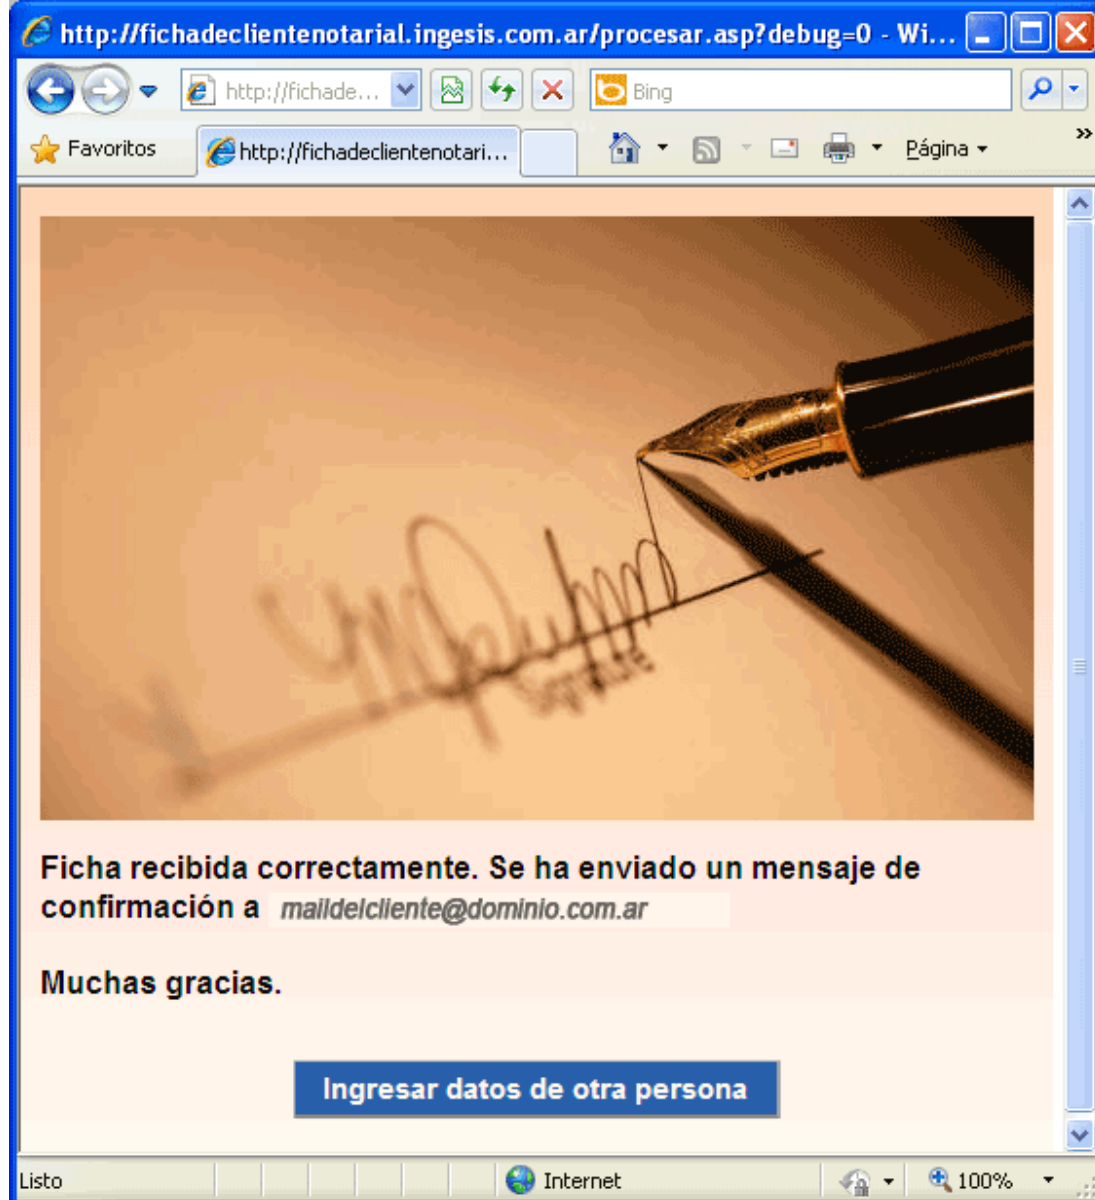 http://fichadeclientenotarial.ingesis.com.ar/procesar.asp?debug=0 - Wi...
http://fichade...
Bing
Favoritos
http://fichadeclientenotari...
Página
»
Signature
Ficha recibida correctamente. Se ha enviado un mensaje de
confirmación a maildelcliente@dominio.com.ar
Muchas gracias.
Ingresar datos de otra persona
Listo
Internet
100%